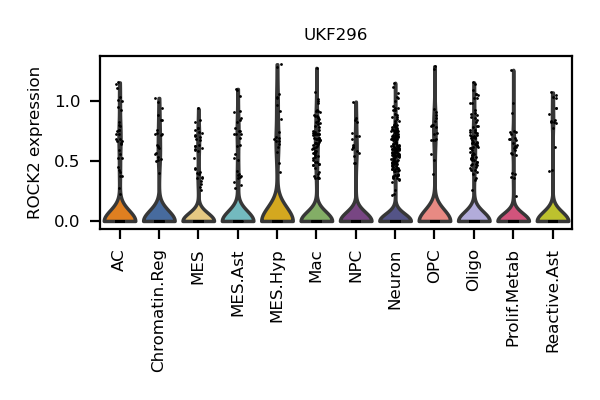 UKF296
ROCK2 expression
1.0
0.5
0.0
AC
Chromatin.Reg
MES
MES.Ast
MES.Hyp
Mac
NPC
Neuron
OPC
Oligo
Prolif.Metab
Reactive.Ast